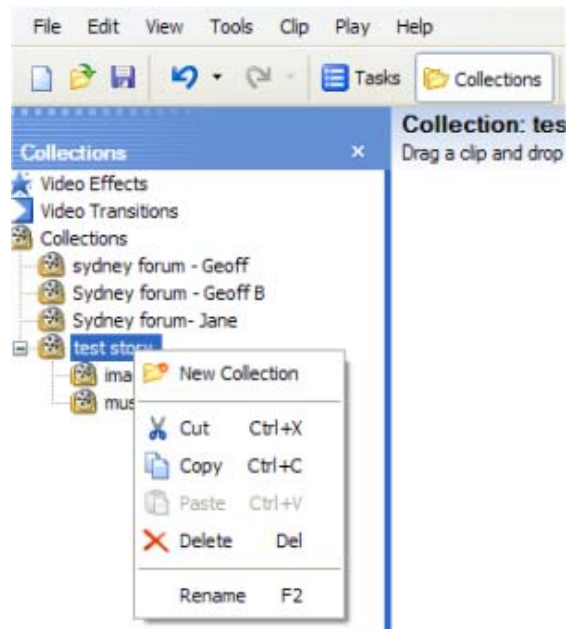 File Edit View Tools Clip Play Help
Tasks Collections
Collection: tes
Drag a clip and drop
Collections ×
Video Effects
Video Transitions
Collections
sydney forum - Geoff
Sydney forum - Geoff B
Sydney forum- Jane
test story
ima
mus
New Collection
Cut Ctrl+X
Copy Ctrl+C
Paste Ctrl+V
Delete Del
Rename F2